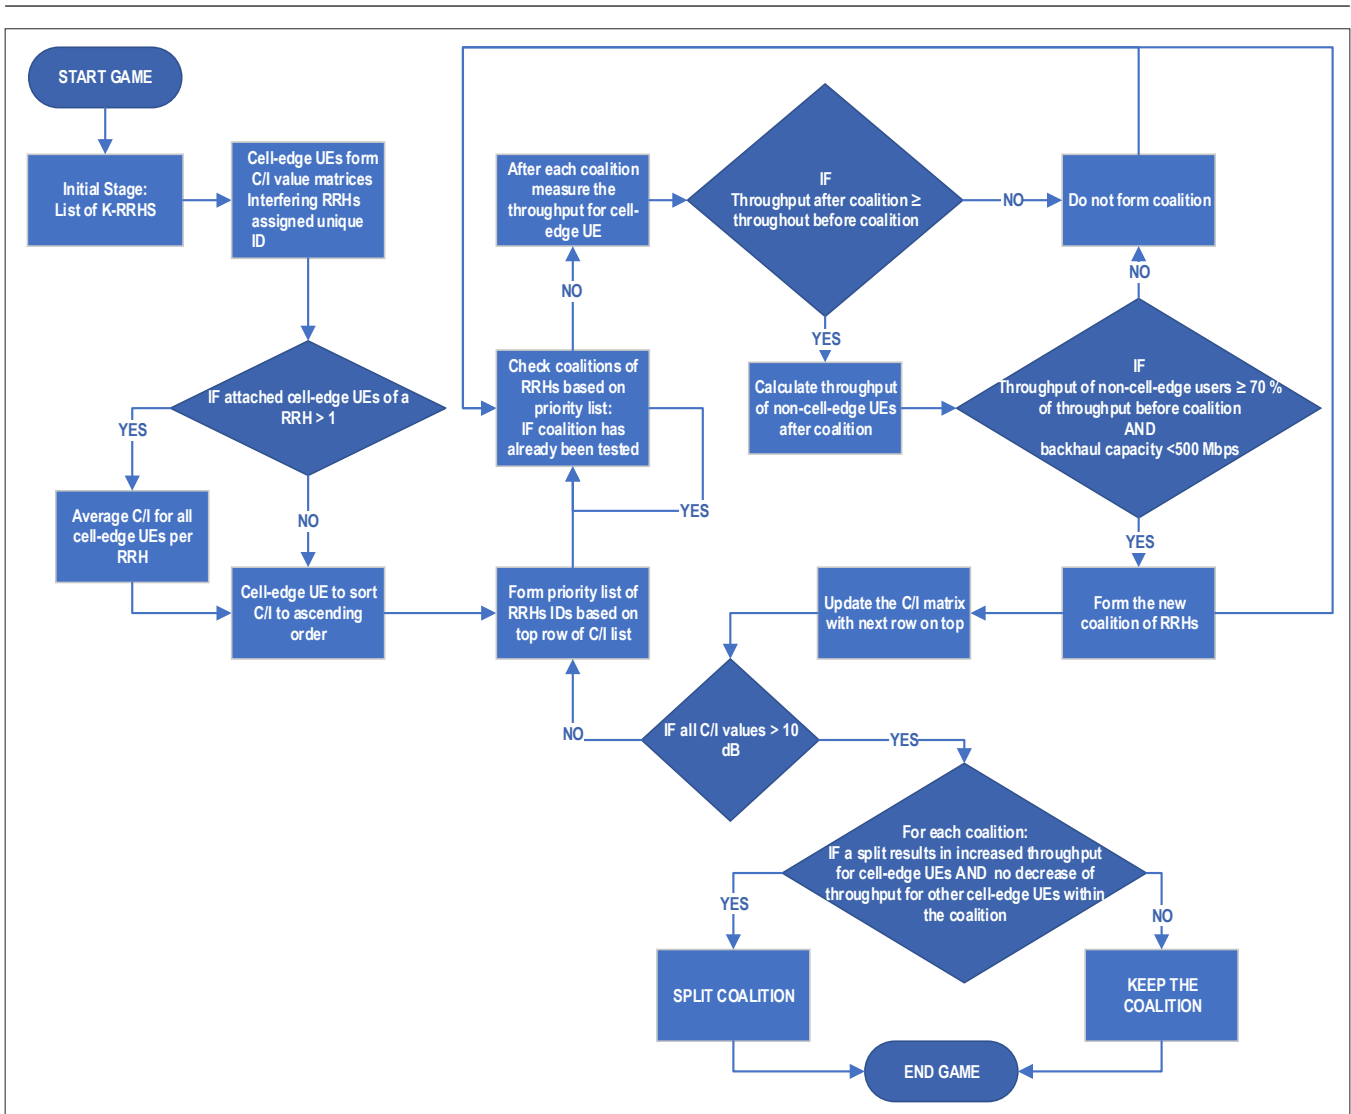 START GAME
Initial Stage:
List of K-RRHS
Cell-edge UEs form
C/I value matrices
Interfering RRHs
assigned unique
ID
IF attached cell-edge UEs of a
RRH > 1
YES
NO
Average C/I for all
cell-edge UEs per
RRH
Cell-edge UE to sort
C/I to ascending
order
Form priority list of
RRHs IDs based on
top row of C/I list
Check coalitions of
RRHs based on
priority list:
IF coalition has
already been tested
YES
NO
After each coalition
measure the
throughput for cell-
edge UE
IF
Throughput after coalition ≥
throughout before coalition
NO
YES
Do not form coalition
Calculate throughput
of non-cell-edge UEs
after coalition
NO
IF
Throughput of non-cell-edge users ≥ 70 %
of throughput before coalition
AND
backhaul capacity <500 Mbps
YES
Form the new
coalition of RRHs
Update the C/I matrix
with next row on top
IF all C/I values > 10
dB
NO
YES
For each coalition:
IF a split results in increased throughput
for cell-edge UEs AND no decrease of
throughput for other cell-edge UEs within
the coalition
YES
NO
SPLIT COALITION
KEEP THE
COALITION
END GAME